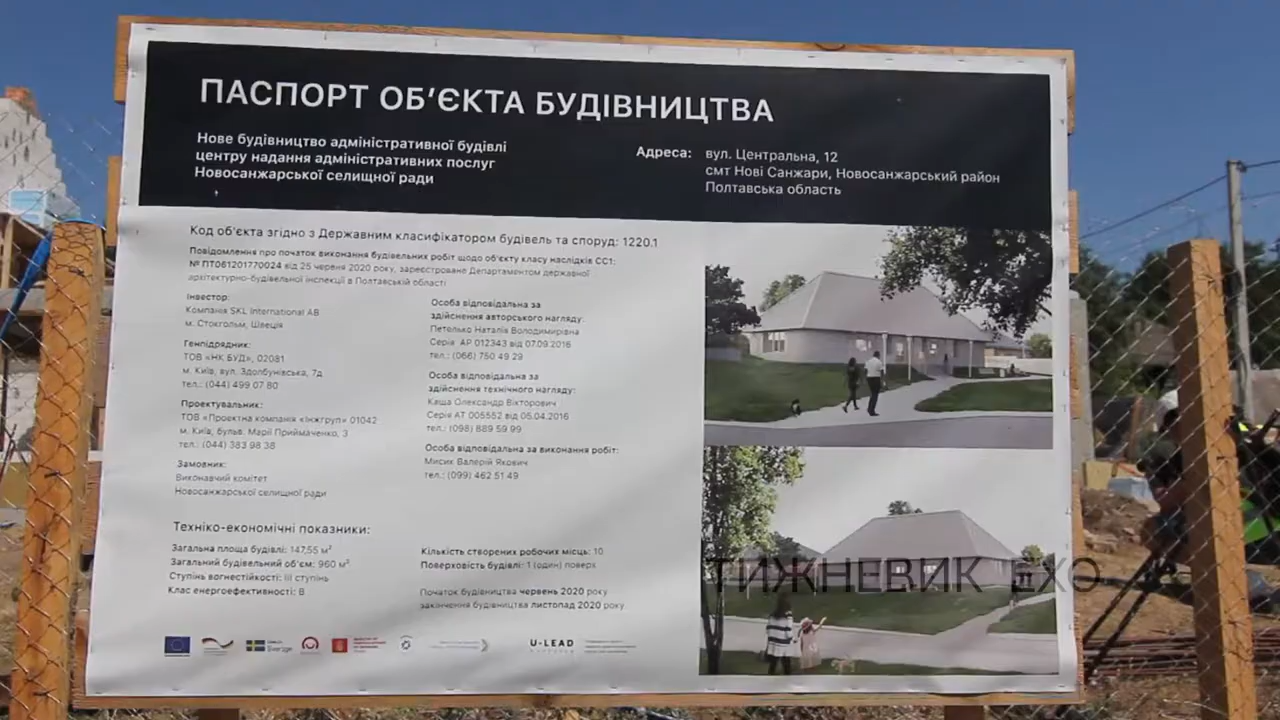 ПАСПОРТ ОБ'ЄКТА БУДІВНИЦТВА
Нове будівництво адміністративної будівлі
центру надання адміністративних послуг
Новосанжарської селищної ради
Адреса: вул. Центральна, 12
смт Нові Санжари, Новосанжарський район
Полтавська область
Код об'єкта згідно з Державним класифікатором будівель та споруд: 1220.1
Повідомлення про початок виконання будівельних робіт щодо об'єкту класу наслідків СС1:
№ ПТ061201770024 від 25 червня 2020 року, зареєстроване Департаментом державної
архітектурно-будівельної інспекції в Полтавській області
Інвестор:
Компанія SKL International AB
м. Стокгольм, Швеція
Генпідрядник:
ТОВ «НК БУД», 02081
м. Київ, вул. Здолбунівська, 7д
тел.: (044) 499 07 80
Проектувальник:
ТОВ «Проектна компанія «Інжгруп» 01042
м. Київ, бульв. Марії Приймаченко, 3
тел.: (044) 383 98 38
Замовник:
Виконавчий комітет
Новосанжарської селищної ради
Особа відповідальна за
здійснення авторського нагляду:
Петелько Наталія Володимирівна
Серія АР 012343 від 07.09.2016
тел.: (066) 750 49 29
Особа відповідальна за
здійснення технічного нагляду:
Каша Олександр Вікторович
Серія АТ 005552 від 05.04.2016
тел.: (098) 889 59 99
Особа відповідальна за виконання робіт:
Мисик Валерій Якович
тел.: (099) 462 51 49
Техніко-економічні показники:
Загальна площа будівлі: 147,55 м²
Загальний будівельний об'єм: 960 м³
Ступінь вогнестійкості: III ступінь
Клас енергоефективності: В
Кількість створених робочих місць: 10
Поверховість будівлі: 1 (один) поверх
Початок будівництва червень 2020 року
закінчення будівництва листопад 2020 року
Sverige
U-LEAD
ТИЖНЕВИК ЕХО